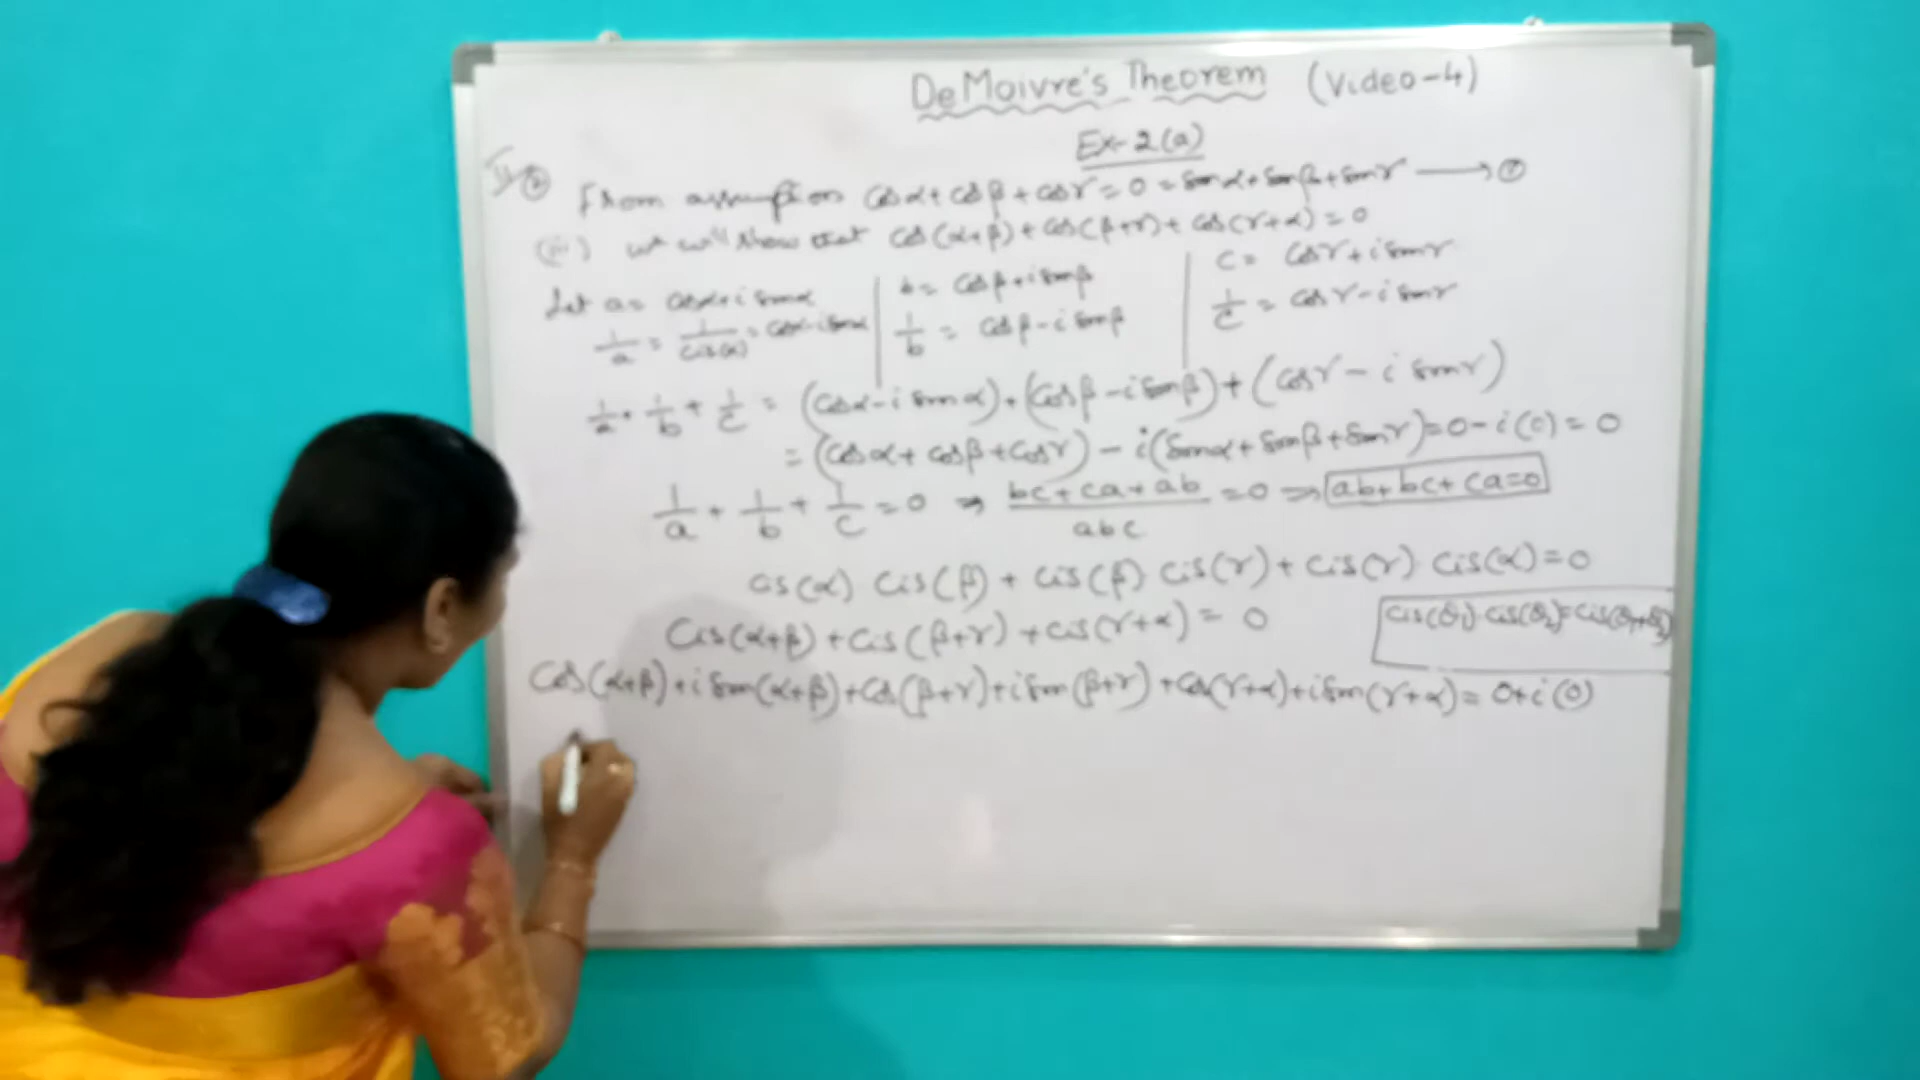 De Moivre's Theorem (Video-4)
Ex-2(a)
II ② From assumption cosα + cosβ + cosγ = 0 = sinα + sinβ + sinγ → ①
(iii) we will show that cos(α+β) + cos(β+γ) + cos(γ+α) = 0
Let a = cosα + i sinα | b = cosβ + i sinβ | c = cosγ + i sinγ
1/a = 1/cis(α) = cosα - i sinα | 1/b = cosβ - i sinβ | 1/c = cosγ - i sinγ
1/a + 1/b + 1/c = (cosα - i sinα) + (cosβ - i sinβ) + (cosγ - i sinγ)
= (cosα + cosβ + cosγ) - i(sinα + sinβ + sinγ) = 0 - i(0) = 0
1/a + 1/b + 1/c = 0 ⇒ (bc + ca + ab)/abc = 0 ⇒ ab + bc + ca = 0
cis(α) cis(β) + cis(β) cis(γ) + cis(γ) cis(α) = 0
cis(α+β) + cis(β+γ) + cis(γ+α) = 0
cis(θ₁)·cis(θ₂) = cis(θ₁+θ₂)
cos(α+β) + i sin(α+β) + cos(β+γ) + i sin(β+γ) + cos(γ+α) + i sin(γ+α) = 0 + i(0)